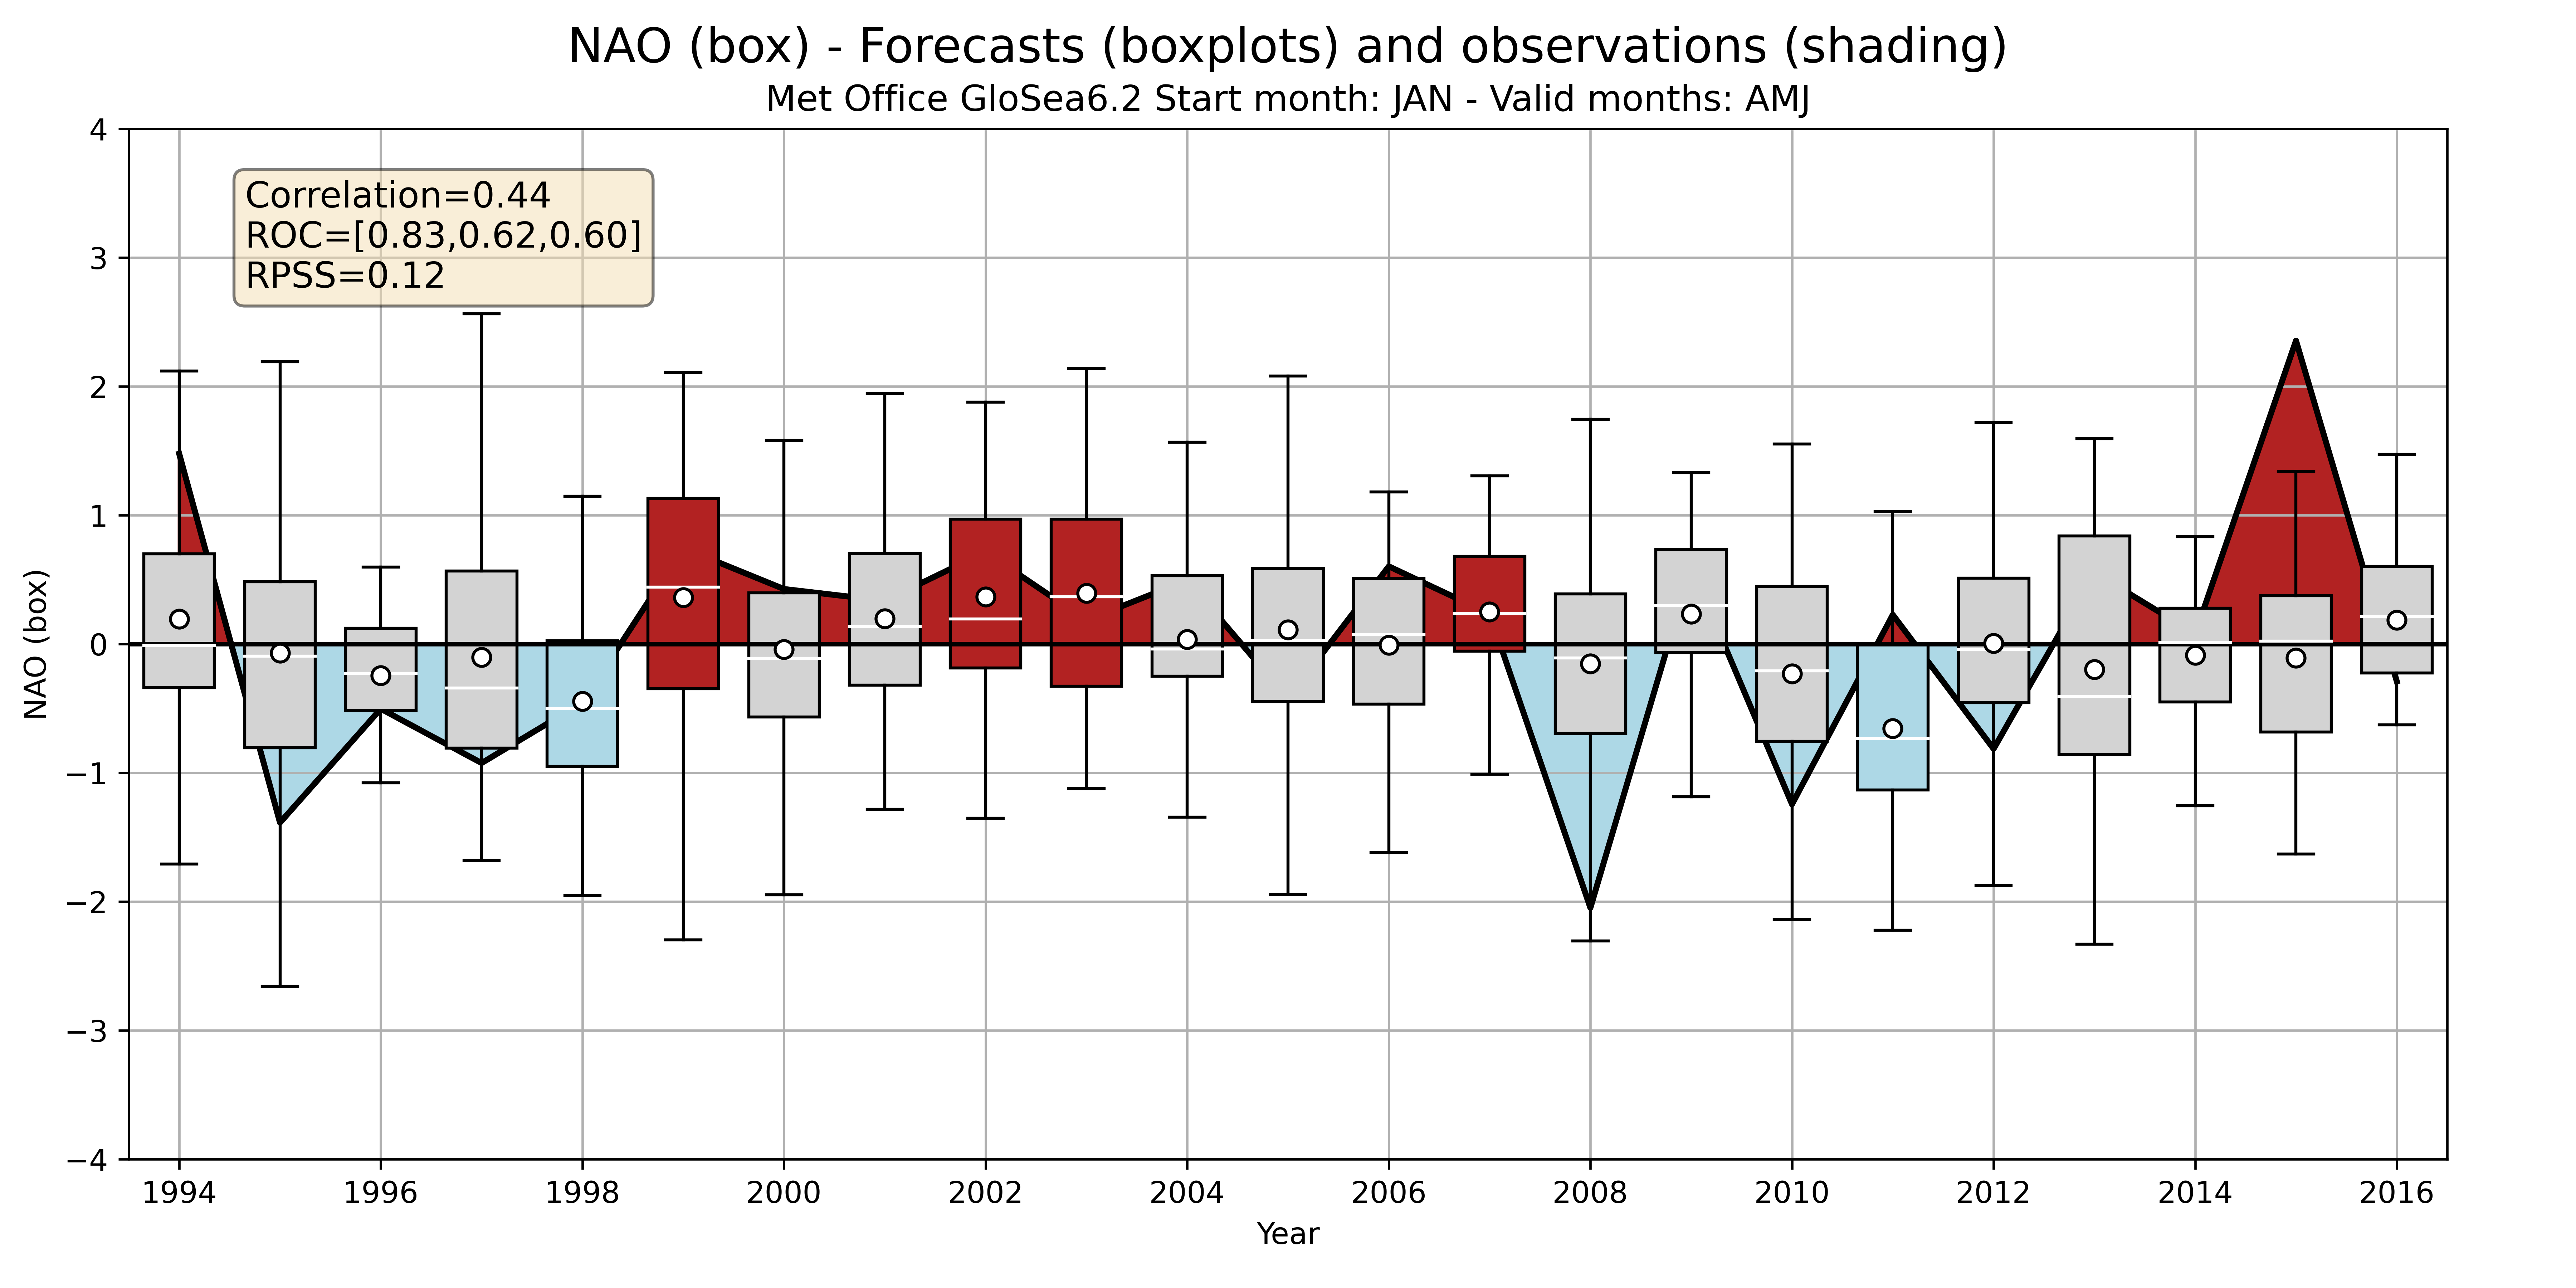 NAO (box) - Forecasts (boxplots) and observations (shading)
Met Office GloSea6.2 Start month: JAN - Valid months: AMJ
Correlation=0.44
ROC=[0.83,0.62,0.60]
RPSS=0.12
NAO (box)
4
3
2
1
0
−1
−2
−3
−4
1994 1996 1998 2000 2002 2004 2006 2008 2010 2012 2014 2016
Year